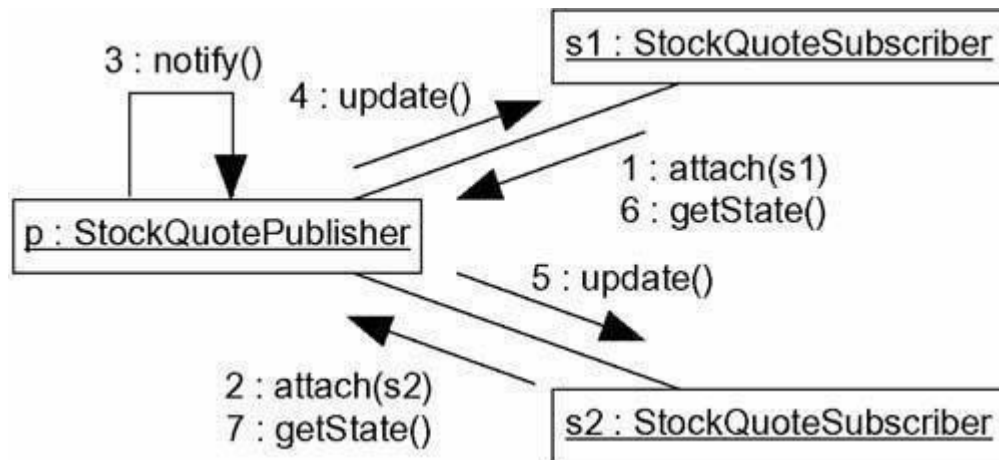 s1 : StockQuoteSubscriber
3 : notify()
4 : update()
1 : attach(s1)
6 : getState()
p : StockQuotePublisher
5 : update()
2 : attach(s2)
7 : getState()
s2 : StockQuoteSubscriber